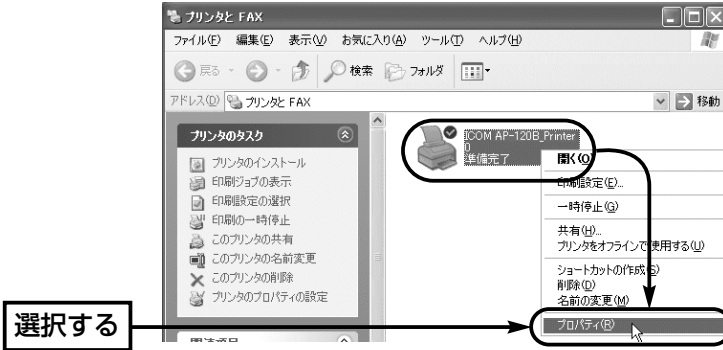 プリンタと FAX
ファイル(F) 編集(E) 表示(V) お気に入り(A) ツール(T) ヘルプ(H)
戻る 検索 フォルダ
アドレス(D) プリンタと FAX 移動
プリンタのタスク
プリンタのインストール
印刷ジョブの表示
印刷設定の選択
印刷の一時停止
このプリンタの共有
このプリンタの名前変更
このプリンタの削除
プリンタのプロパティの設定
ICOM AP-120B_Printer
0
準備完了
開く(O)
印刷設定(E)...
一時停止(G)
共有(H)...
プリンタをオフラインで使用する(U)
ショートカットの作成(S)
削除(D)
名前の変更(M)
プロパティ(R)
選択する